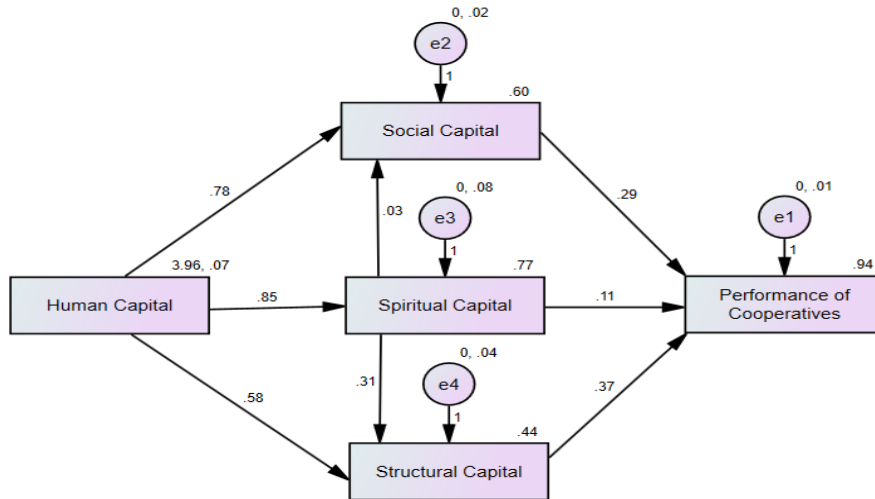 0, .02
e2
1
.60
Social Capital
.78
.03
0, .08
e3
1
.29
0, .01
e1
1
3.96, .07
.77
.94
Human Capital
.85
Spiritual Capital
.11
Performance of
Cooperatives
.58
.31
0, .04
e4
1
.37
.44
Structural Capital